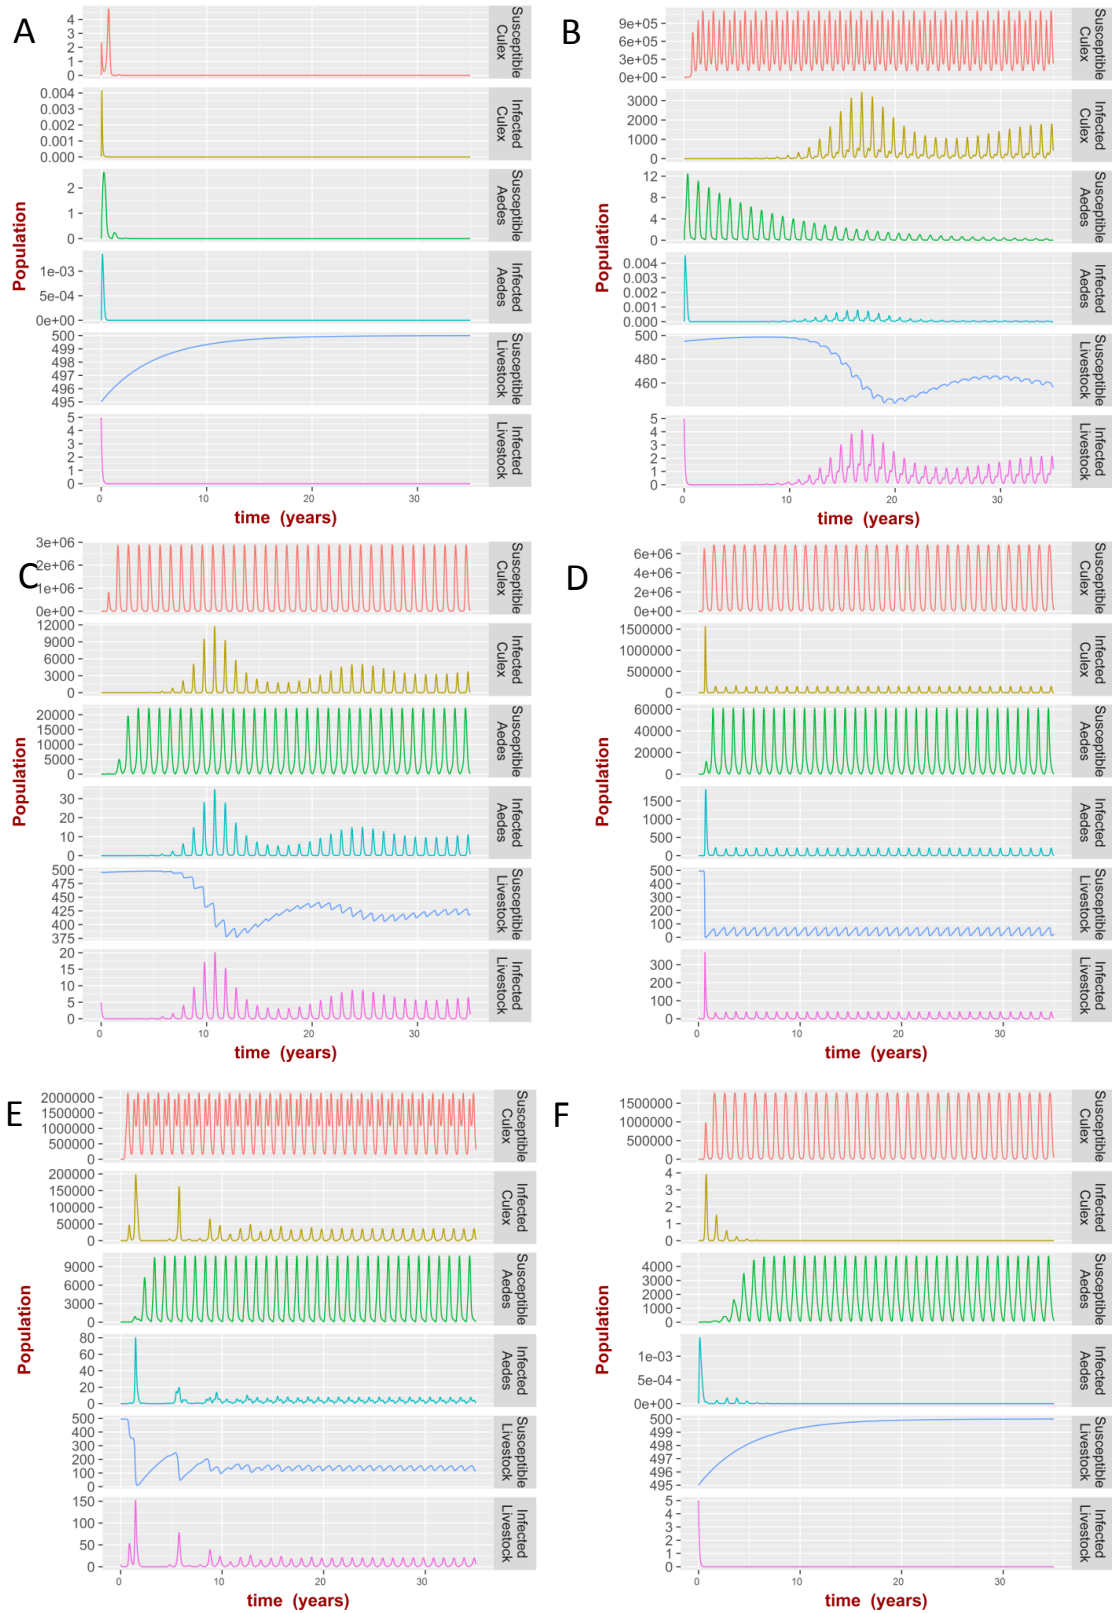 A
5
4
3
2
1
0
Susceptible
Culex
0.004
0.003
0.002
0.001
0.000
Infected
Culex
2
1
0
Susceptible
Aedes
1e-03
5e-04
0e+00
Infected
Aedes
500
499
498
497
496
495
Susceptible
Livestock
5
4
3
2
1
0
Infected
Livestock
0
10
20
30
Population
time (years)
B
9e+05
6e+05
3e+05
0e+00
Susceptible
Culex
3000
2000
1000
0
Infected
Culex
12
8
4
0
Susceptible
Aedes
0.004
0.003
0.002
0.001
0.000
Infected
Aedes
500
480
460
Susceptible
Livestock
5
4
3
2
1
0
Infected
Livestock
0
10
20
30
Population
time (years)
C
3e+06
2e+06
1e+06
0e+00
Susceptible
Culex
12000
9000
6000
3000
0
Infected
Culex
20000
15000
10000
5000
0
Susceptible
Aedes
30
20
10
0
Infected
Aedes
500
475
450
425
400
375
Susceptible
Livestock
20
15
10
5
0
Infected
Livestock
0
10
20
30
Population
time (years)
D
6e+06
4e+06
2e+06
0e+00
Susceptible
Culex
1500000
1000000
500000
0
Infected
Culex
60000
40000
20000
0
Susceptible
Aedes
1500
1000
500
0
Infected
Aedes
500
400
300
200
100
0
Susceptible
Livestock
300
200
100
0
Infected
Livestock
0
10
20
30
Population
time (years)
E
2000000
1500000
1000000
500000
0
Susceptible
Culex
200000
150000
100000
50000
0
Infected
Culex
9000
6000
3000
0
Susceptible
Aedes
80
60
40
20
0
Infected
Aedes
500
400
300
200
100
0
Susceptible
Livestock
150
100
50
0
Infected
Livestock
0
10
20
30
Population
time (years)
F
1500000
1000000
500000
0
Susceptible
Culex
4
3
2
1
0
Infected
Culex
4000
3000
2000
1000
0
Susceptible
Aedes
1e-03
5e-04
0e+00
Infected
Aedes
500
499
498
497
496
495
Susceptible
Livestock
5
4
3
2
1
0
Infected
Livestock
0
10
20
30
Population
time (years)